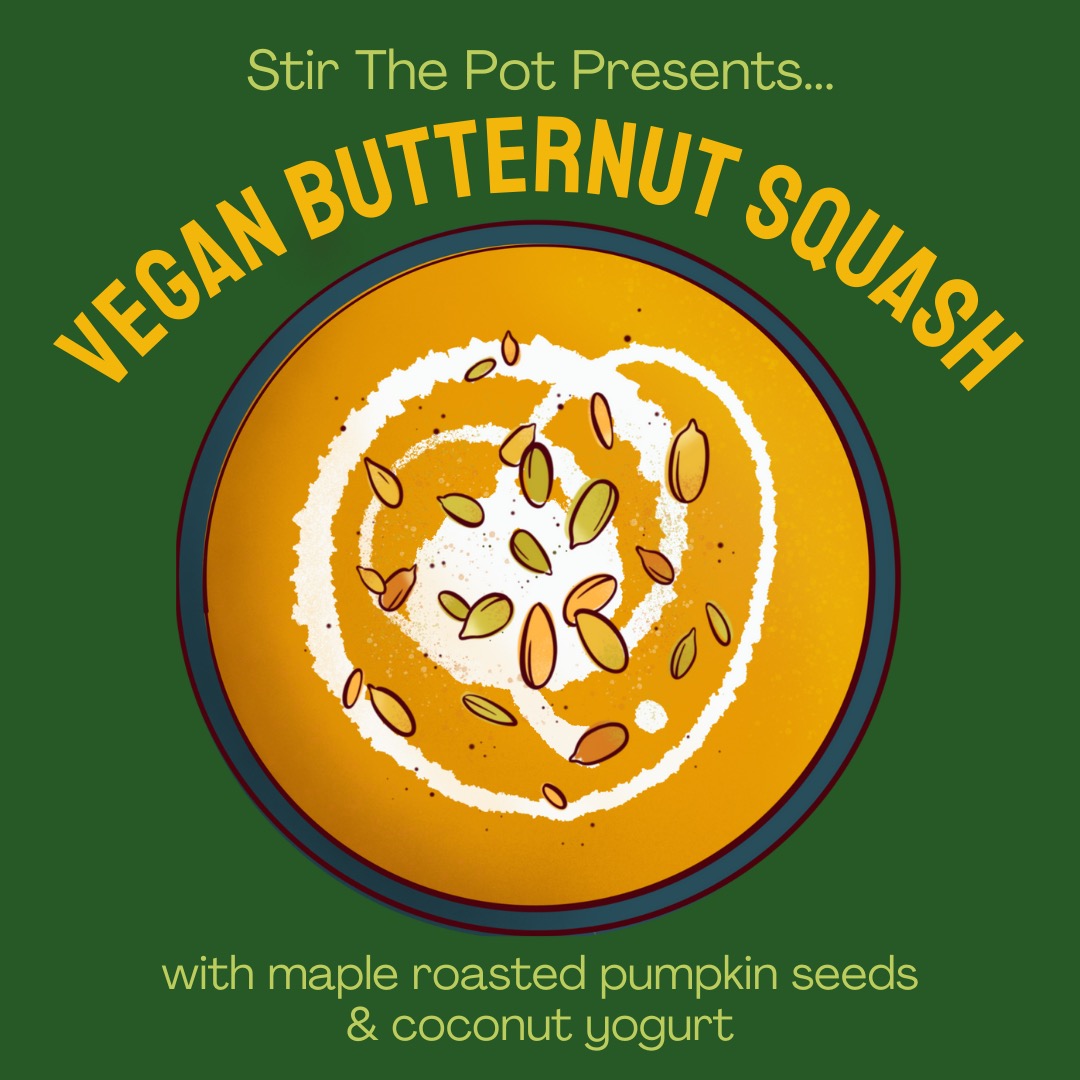 Stir The Pot Presents...
VEGAN BUTTERNUT SQUASH
with maple roasted pumpkin seeds
& coconut yogurt